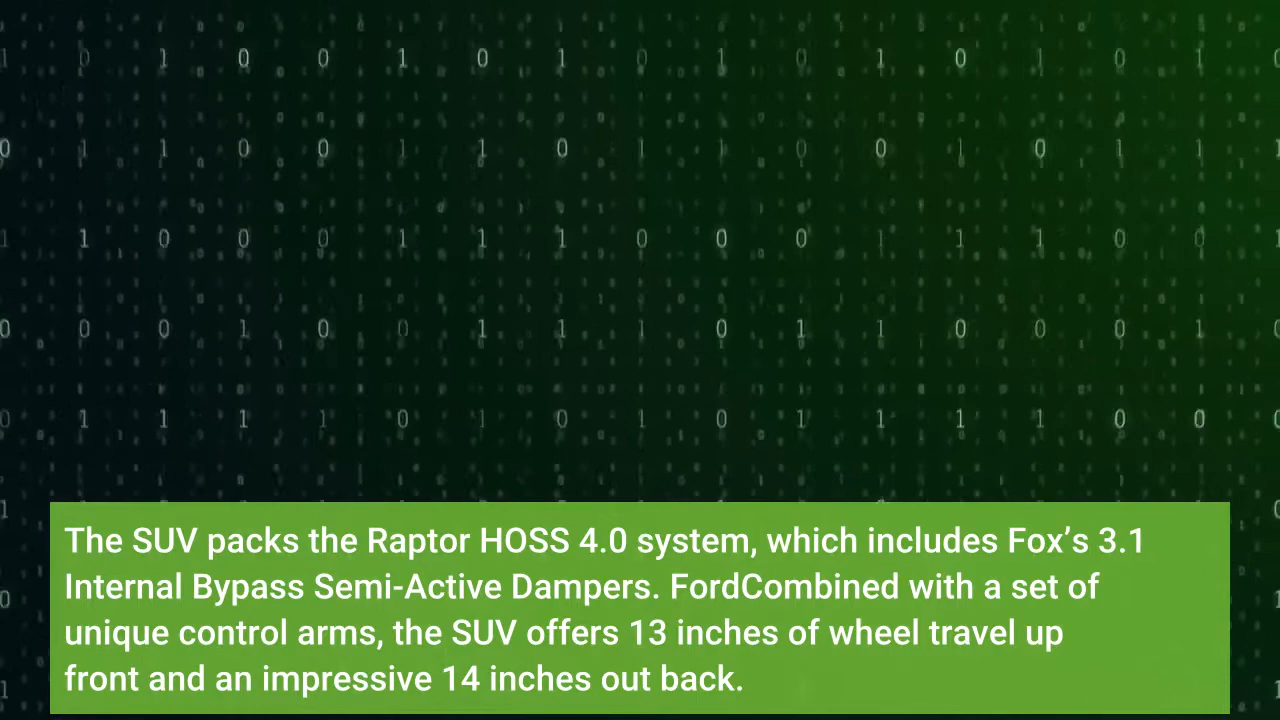 The SUV packs the Raptor HOSS 4.0 system, which includes Fox’s 3.1
Internal Bypass Semi-Active Dampers. FordCombined with a set of
unique control arms, the SUV offers 13 inches of wheel travel up
front and an impressive 14 inches out back.